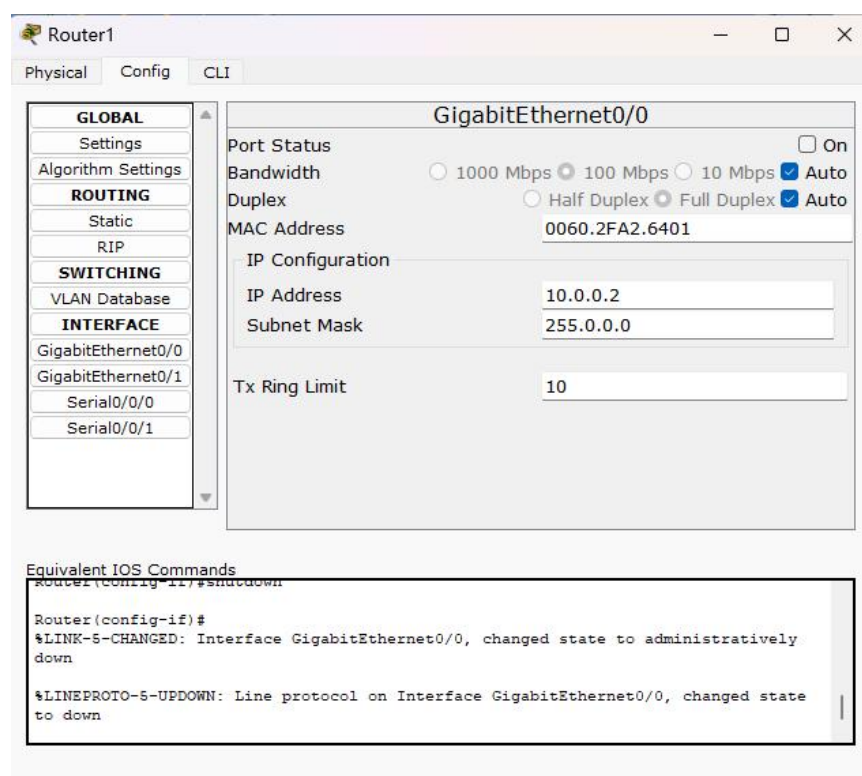 Router1
Physical Config CLI
GLOBAL
Settings
Algorithm Settings
ROUTING
Static
RIP
SWITCHING
VLAN Database
INTERFACE
GigabitEthernet0/0
GigabitEthernet0/1
Serial0/0/0
Serial0/0/1
GigabitEthernet0/0
Port Status On
Bandwidth 1000 Mbps 100 Mbps 10 Mbps Auto
Duplex Half Duplex Full Duplex Auto
MAC Address 0060.2FA2.6401
IP Configuration
IP Address 10.0.0.2
Subnet Mask 255.0.0.0
Tx Ring Limit 10
Equivalent IOS Commands
Router(config-if)#shutdown
Router(config-if)#
%LINK-5-CHANGED: Interface GigabitEthernet0/0, changed state to administratively
down
%LINEPROTO-5-UPDOWN: Line protocol on Interface GigabitEthernet0/0, changed state
to down